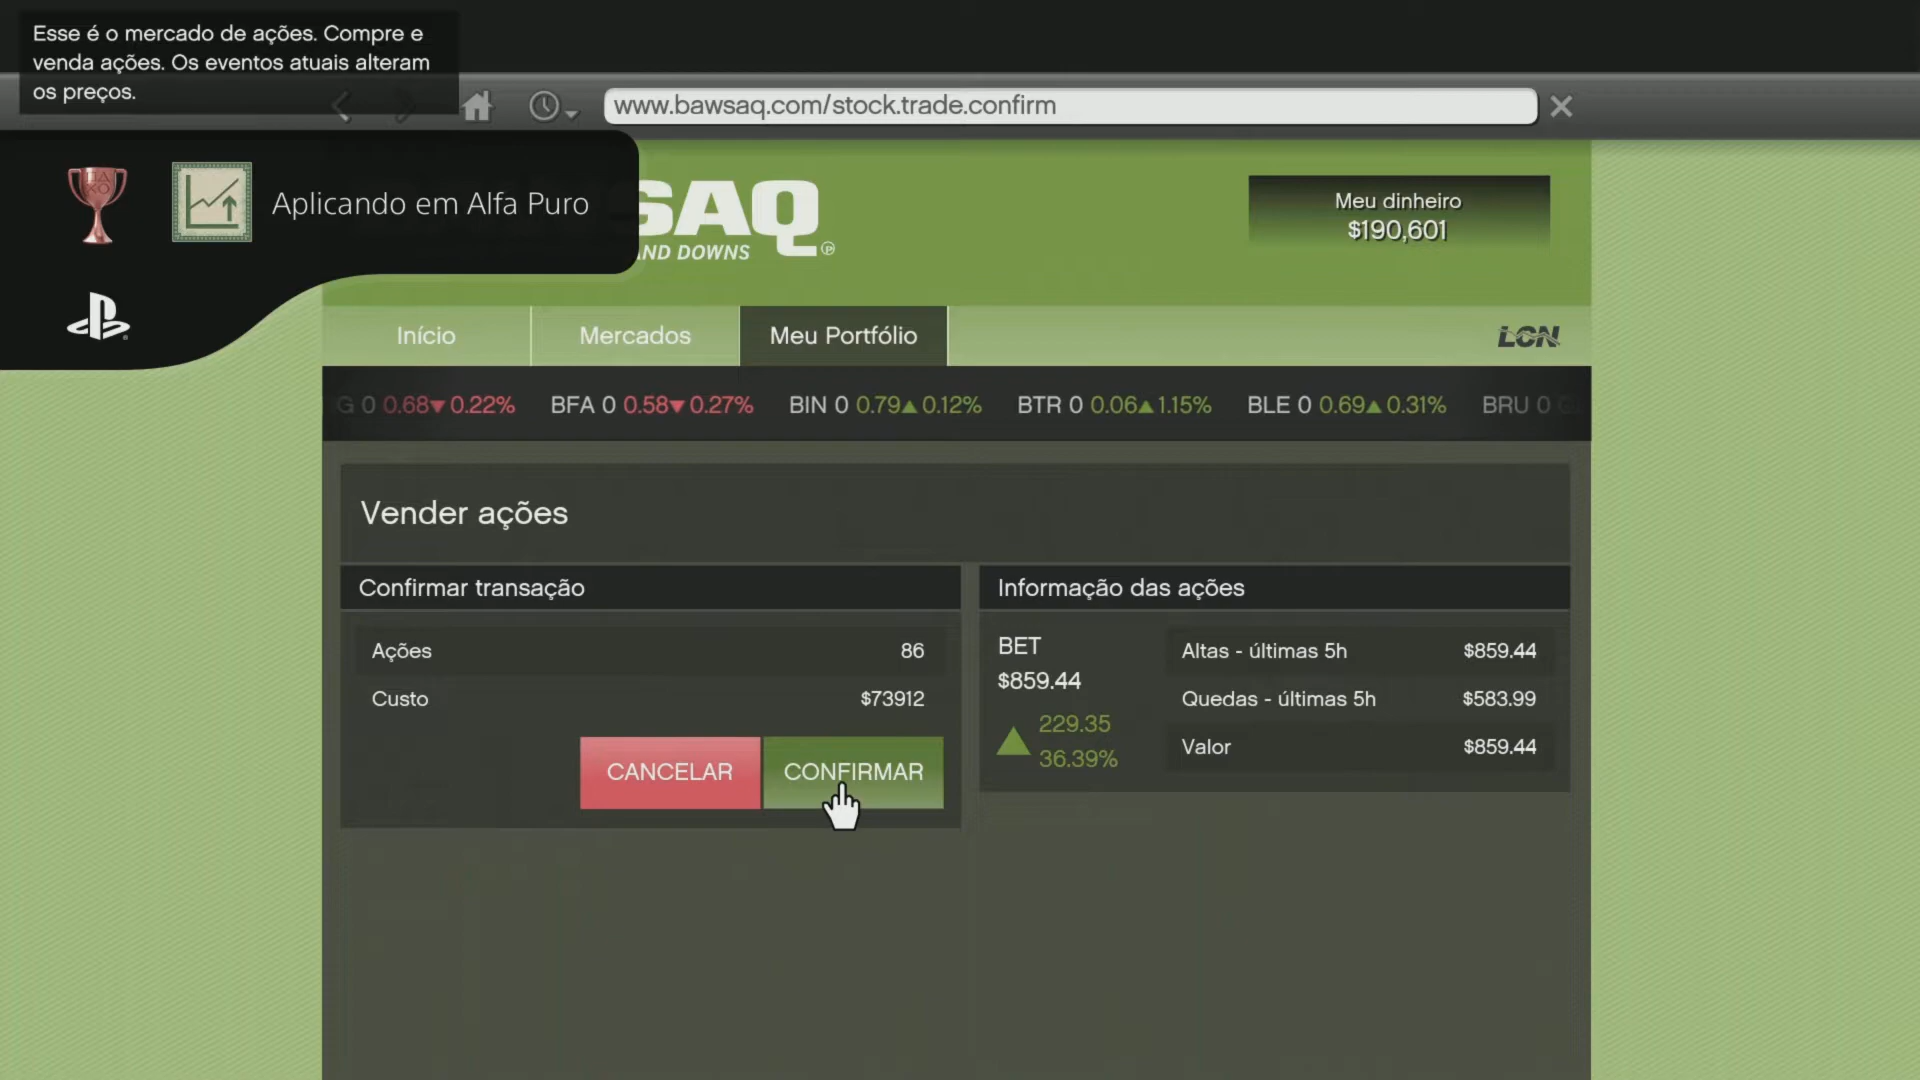 Esse é o mercado de ações. Compre e
venda ações. Os eventos atuais alteram
os preços.
www.bawsaq.com/stock.trade.confirm
Aplicando em Alfa Puro
SAQ
AND DOWNS
Meu dinheiro
$190,601
Início
Mercados
Meu Portfólio
LCN
G 0 0.68▼0.22% BFA 0 0.58▼0.27% BIN 0 0.79▲0.12% BTR 0 0.06▲1.15% BLE 0 0.69▲0.31% BRU 0
Vender ações
Confirmar transação
Ações 86
Custo $73912
CANCELAR
CONFIRMAR
Informação das ações
BET
$859.44
229.35
36.39%
Altas - últimas 5h $859.44
Quedas - últimas 5h $583.99
Valor $859.44